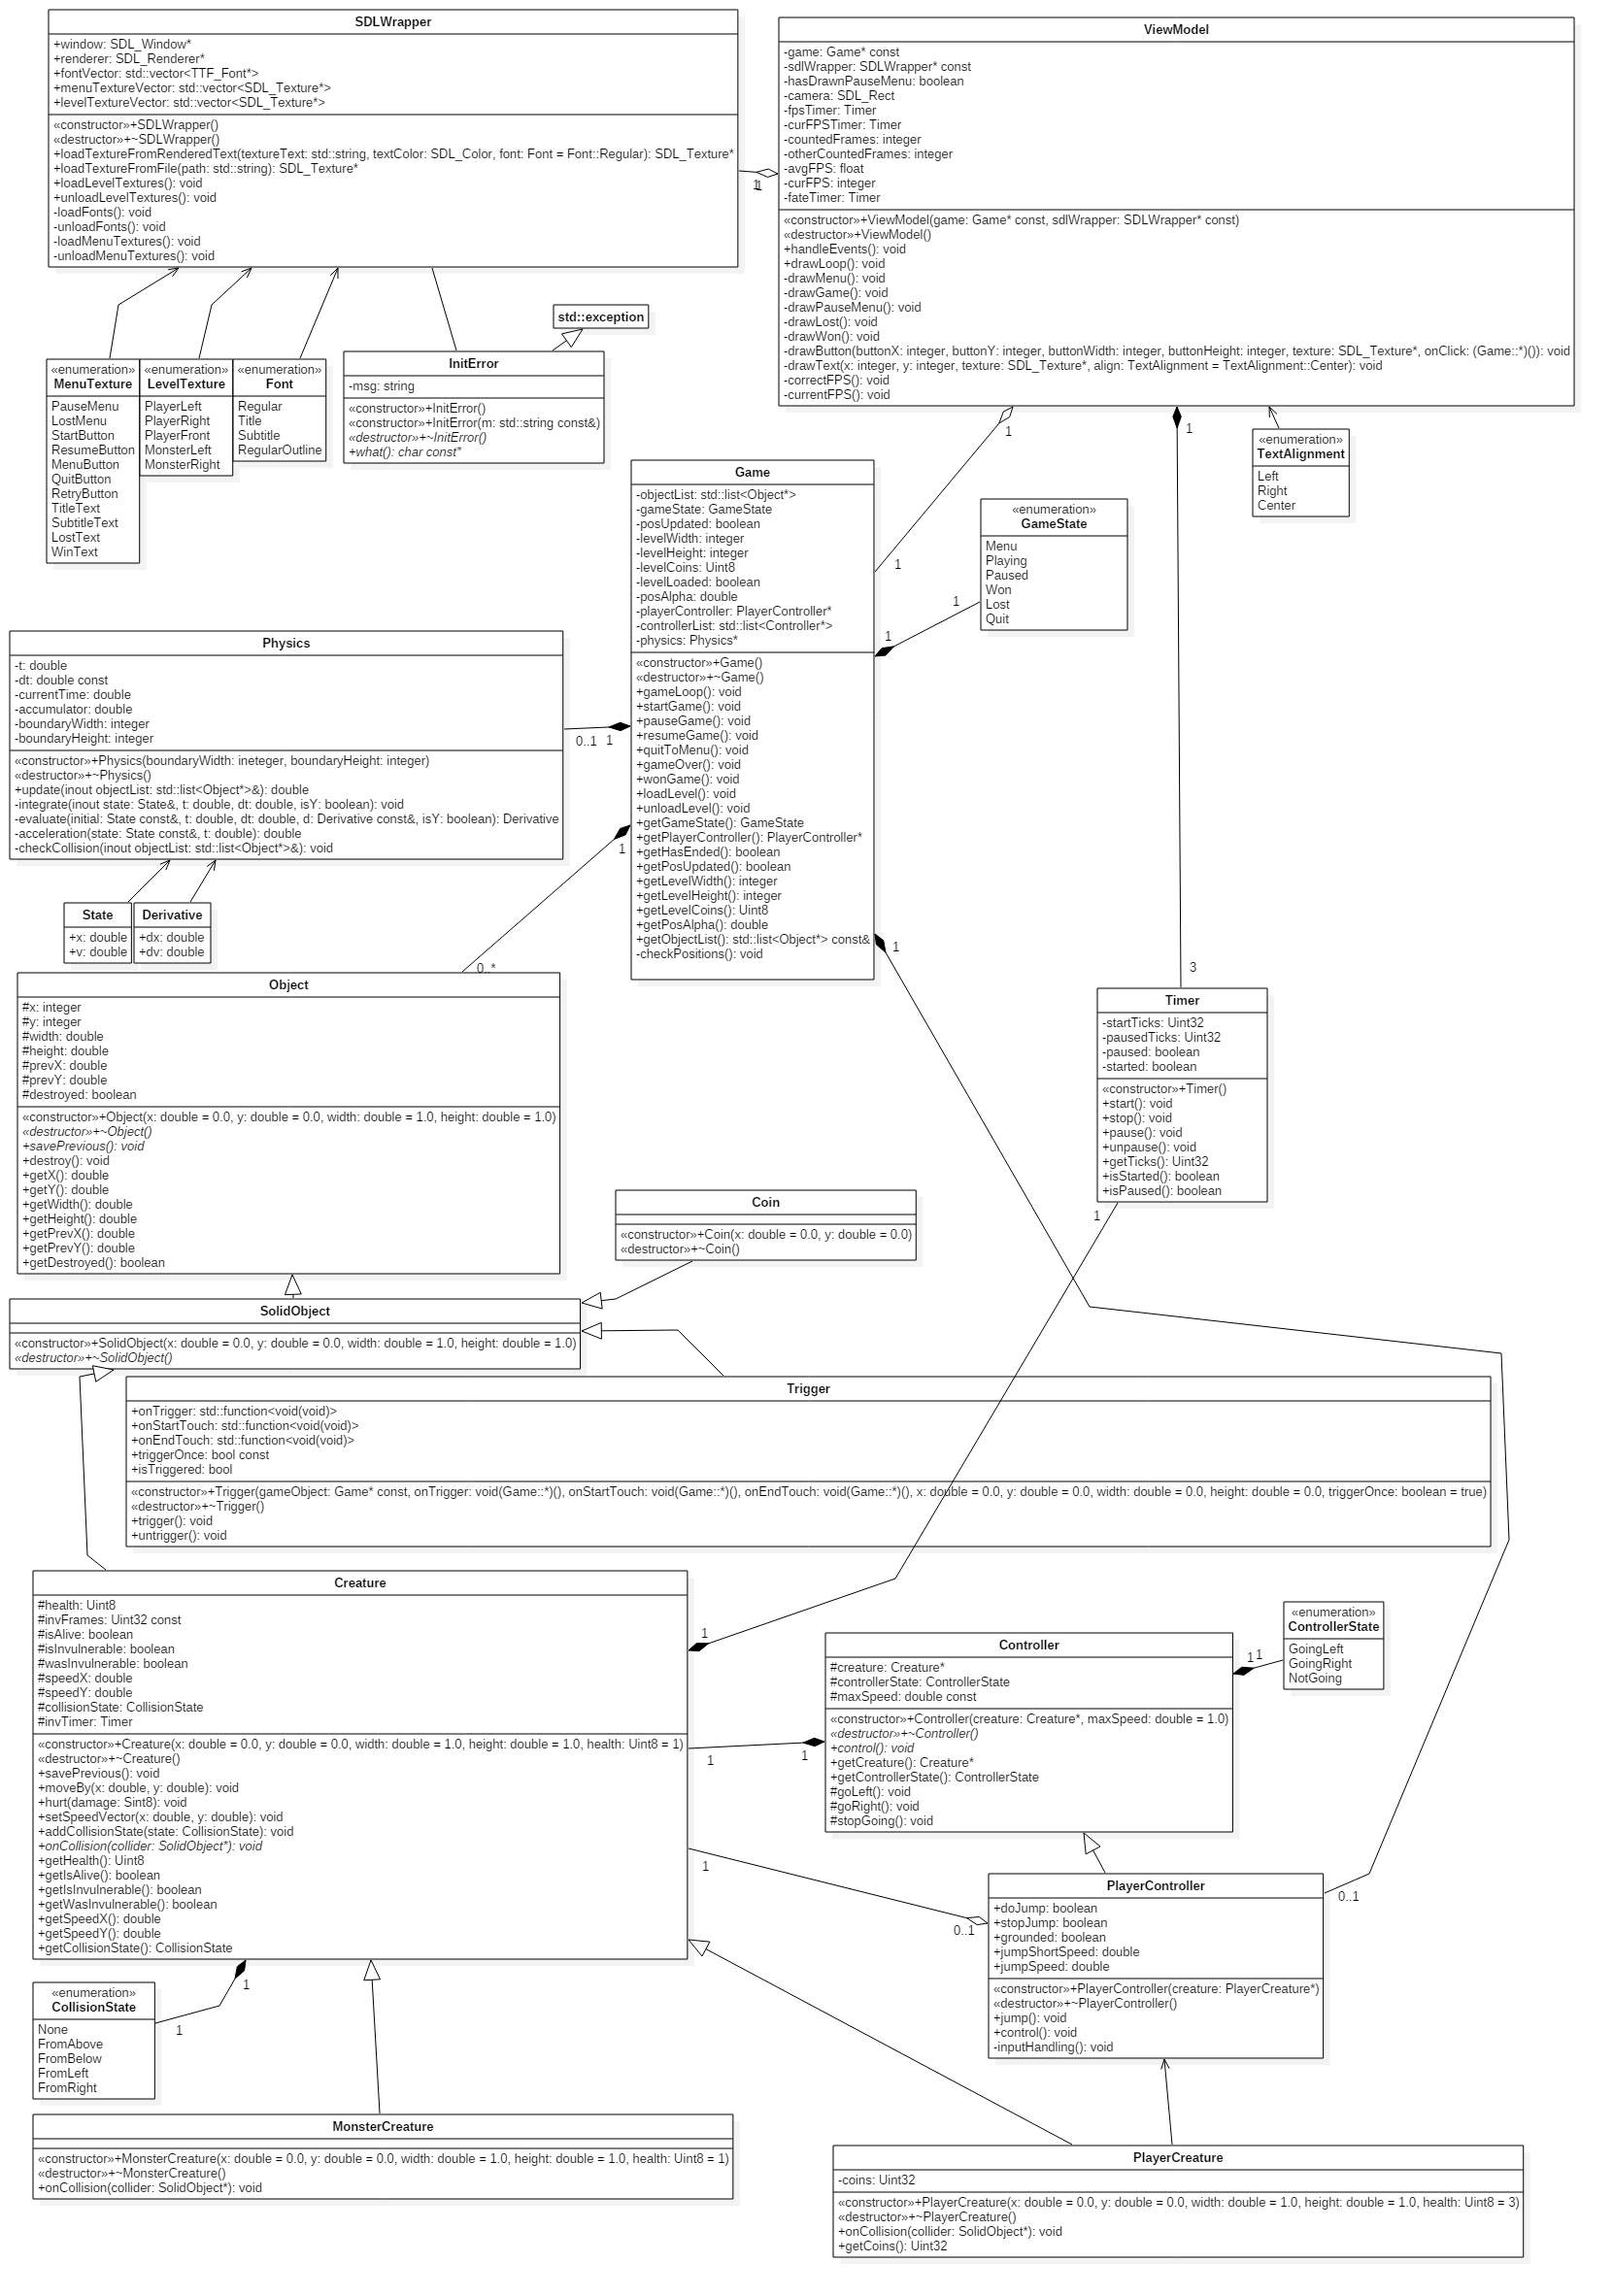 SDLWrapper
+window: SDL_Window*
+renderer: SDL_Renderer*
+fontVector: std::vector<TTF_Font*>
+menuTextureVector: std::vector<SDL_Texture*>
+levelTextureVector: std::vector<SDL_Texture*>
«constructor»+SDLWrapper()
«destructor»+~SDLWrapper()
+loadTextureFromRenderedText(textureText: std::string, textColor: SDL_Color, font: Font = Font::Regular): SDL_Texture*
+loadTextureFromFile(path: std::string): SDL_Texture*
+loadLevelTextures(): void
+unloadLevelTextures(): void
-loadFonts(): void
-unloadFonts(): void
-loadMenuTextures(): void
-unloadMenuTextures(): void
1
1
ViewModel
-game: Game* const
-sdlWrapper: SDLWrapper* const
-hasDrawnPauseMenu: boolean
-camera: SDL_Rect
-fpsTimer: Timer
-curFPSTimer: Timer
-countedFrames: integer
-otherCountedFrames: integer
-avgFPS: float
-curFPS: integer
-fateTimer: Timer
«constructor»+ViewModel(game: Game* const, sdlWrapper: SDLWrapper* const)
«destructor»+ViewModel()
+handleEvents(): void
+drawLoop(): void
-drawMenu(): void
-drawGame(): void
-drawPauseMenu(): void
-drawLost(): void
-drawWon(): void
-drawButton(buttonX: integer, buttonY: integer, buttonWidth: integer, buttonHeight: integer, texture: SDL_Texture*, onClick: (Game::*)()): void
-drawText(x: integer, y: integer, texture: SDL_Texture*, align: TextAlignment = TextAlignment::Center): void
-correctFPS(): void
-currentFPS(): void
«enumeration»
MenuTexture
PauseMenu
LostMenu
StartButton
ResumeButton
MenuButton
QuitButton
RetryButton
TitleText
SubtitleText
LostText
WinText
«enumeration»
LevelTexture
PlayerLeft
PlayerRight
PlayerFront
MonsterLeft
MonsterRight
«enumeration»
Font
Regular
Title
Subtitle
RegularOutline
std::exception
InitError
-msg: string
«constructor»+InitError()
«constructor»+InitError(m: std::string const&)
«destructor»+~InitError()
+what(): char const*
1
1
1
«enumeration»
TextAlignment
Left
Right
Center
Game
-objectList: std::list<Object*>
-gameState: GameState
-posUpdated: boolean
-levelWidth: integer
-levelHeight: integer
-levelCoins: Uint8
-levelLoaded: boolean
-posAlpha: double
-playerController: PlayerController*
-controllerList: std::list<Controller*>
-physics: Physics*
«constructor»+Game()
«destructor»+~Game()
+gameLoop(): void
+startGame(): void
+pauseGame(): void
+resumeGame(): void
+quitToMenu(): void
+gameOver(): void
+wonGame(): void
+loadLevel(): void
+unloadLevel(): void
+getGameState(): GameState
+getPlayerController(): PlayerController*
+getHasEnded(): boolean
+getPosUpdated(): boolean
+getLevelWidth(): integer
+getLevelHeight(): integer
+getLevelCoins(): Uint8
+getPosAlpha(): double
+getObjectList(): std::list<Object*> const&
-checkPositions(): void
«enumeration»
GameState
Menu
Playing
Paused
Won
Lost
Quit
1
1
Physics
-t: double
-dt: double const
-currentTime: double
-accumulator: double
-boundaryWidth: integer
-boundaryHeight: integer
«constructor»+Physics(boundaryWidth: ineteger, boundaryHeight: integer)
«destructor»+~Physics()
+update(inout objectList: std::list<Object*>&): double
-integrate(inout state: State&, t: double, dt: double, isY: boolean): void
-evaluate(initial: State const&, t: double, dt: double, d: Derivative const&, isY: boolean): Derivative
-acceleration(state: State const&, t: double): double
-checkCollision(inout objectList: std::list<Object*>&): void
0..1
1
1
0..*
1
State
+x: double
+v: double
Derivative
+dx: double
+dv: double
Object
#x: integer
#y: integer
#width: double
#height: double
#prevX: double
#prevY: double
#destroyed: boolean
«constructor»+Object(x: double = 0.0, y: double = 0.0, width: double = 1.0, height: double = 1.0)
«destructor»+~Object()
+savePrevious(): void
+destroy(): void
+getX(): double
+getY(): double
+getWidth(): double
+getHeight(): double
+getPrevX(): double
+getPrevY(): double
+getDestroyed(): boolean
3
Timer
-startTicks: Uint32
-pausedTicks: Uint32
-paused: boolean
-started: boolean
«constructor»+Timer()
+start(): void
+stop(): void
+pause(): void
+unpause(): void
+getTicks(): Uint32
+isStarted(): boolean
+isPaused(): boolean
1
Coin
«constructor»+Coin(x: double = 0.0, y: double = 0.0)
«destructor»+~Coin()
SolidObject
«constructor»+SolidObject(x: double = 0.0, y: double = 0.0, width: double = 1.0, height: double = 1.0)
«destructor»+~SolidObject()
Trigger
+onTrigger: std::function<void(void)>
+onStartTouch: std::function<void(void)>
+onEndTouch: std::function<void(void)>
+triggerOnce: bool const
+isTriggered: bool
«constructor»+Trigger(gameObject: Game* const, onTrigger: void(Game::*)(), onStartTouch: void(Game::*)(), onEndTouch: void(Game::*)(), x: double = 0.0, y: double = 0.0, width: double = 0.0, height: double = 0.0, triggerOnce: boolean = true)
«destructor»+~Trigger()
+trigger(): void
+untrigger(): void
Creature
#health: Uint8
#invFrames: Uint32 const
#isAlive: boolean
#isInvulnerable: boolean
#wasInvulnerable: boolean
#speedX: double
#speedY: double
#collisionState: CollisionState
#invTimer: Timer
«constructor»+Creature(x: double = 0.0, y: double = 0.0, width: double = 1.0, height: double = 1.0, health: Uint8 = 1)
«destructor»+~Creature()
+savePrevious(): void
+moveBy(x: double, y: double): void
+hurt(damage: Sint8): void
+setSpeedVector(x: double, y: double): void
+addCollisionState(state: CollisionState): void
+onCollision(collider: SolidObject*): void
+getHealth(): Uint8
+getIsAlive(): boolean
+getIsInvulnerable(): boolean
+getWasInvulnerable(): boolean
+getSpeedX(): double
+getSpeedY(): double
+getCollisionState(): CollisionState
1
1
1
1
0..1
Controller
#creature: Creature*
#controllerState: ControllerState
#maxSpeed: double const
«constructor»+Controller(creature: Creature*, maxSpeed: double = 1.0)
«destructor»+~Controller()
+control(): void
+getCreature(): Creature*
+getControllerState(): ControllerState
#goLeft(): void
#goRight(): void
#stopGoing(): void
1
1
«enumeration»
ControllerState
GoingLeft
GoingRight
NotGoing
PlayerController
+doJump: boolean
+stopJump: boolean
+grounded: boolean
+jumpShortSpeed: double
+jumpSpeed: double
«constructor»+PlayerController(creature: PlayerCreature*)
«destructor»+~PlayerController()
+jump(): void
+control(): void
-inputHandling(): void
0..1
«enumeration»
CollisionState
None
FromAbove
FromBelow
FromLeft
FromRight
1
1
MonsterCreature
«constructor»+MonsterCreature(x: double = 0.0, y: double = 0.0, width: double = 1.0, height: double = 1.0, health: Uint8 = 1)
«destructor»+~MonsterCreature()
+onCollision(collider: SolidObject*): void
PlayerCreature
-coins: Uint32
«constructor»+PlayerCreature(x: double = 0.0, y: double = 0.0, width: double = 1.0, height: double = 1.0, health: Uint8 = 3)
«destructor»+~PlayerCreature()
+onCollision(collider: SolidObject*): void
+getCoins(): Uint32